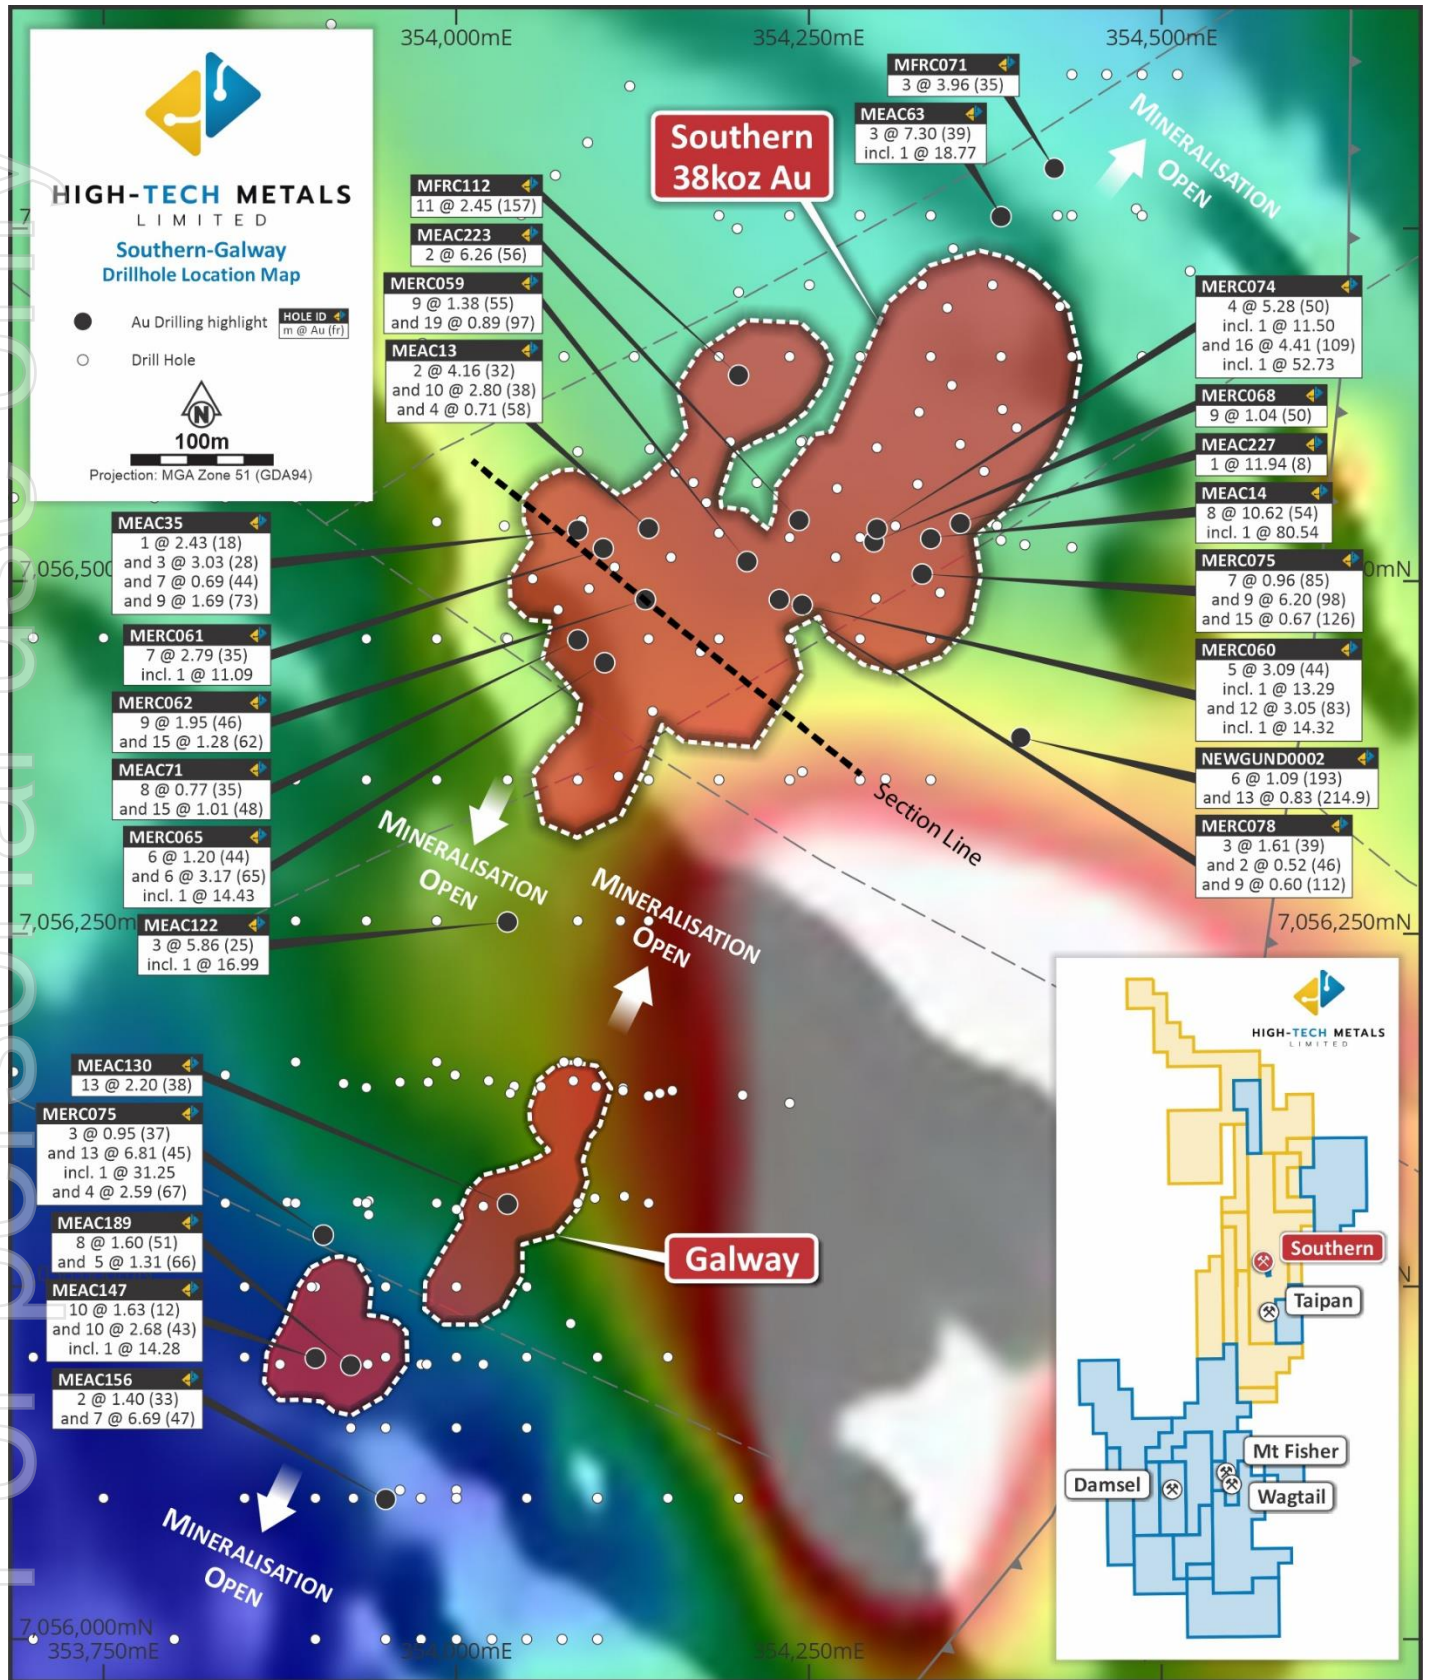 354,000mE
354,250mE
354,500mE
HIGH-TECH METALS
LIMITED
Southern-Galway
Drillhole Location Map
Au Drilling highlight
HOLE ID
m @ Au (fr)
Drill Hole
N
100m
Projection: MGA Zone 51 (GDA94)
MFRC071
3 @ 3.96 (35)
MEAC63
3 @ 7.30 (39)
incl. 1 @ 18.77
MINERALISATION
OPEN
Southern
38koz Au
MFRC112
11 @ 2.45 (157)
MEAC223
2 @ 6.26 (56)
MERC059
9 @ 1.38 (55)
and 19 @ 0.89 (97)
MEAC13
2 @ 4.16 (32)
and 10 @ 2.80 (38)
and 4 @ 0.71 (58)
MERC074
4 @ 5.28 (50)
incl. 1 @ 11.50
and 16 @ 4.41 (109)
incl. 1 @ 52.73
MERC068
9 @ 1.04 (50)
MEAC227
1 @ 11.94 (8)
MEAC14
8 @ 10.62 (54)
incl. 1 @ 80.54
MERC075
7 @ 0.96 (85)
and 9 @ 6.20 (98)
and 15 @ 0.67 (126)
MERC060
5 @ 3.09 (44)
incl. 1 @ 13.29
and 12 @ 3.05 (83)
incl. 1 @ 14.32
NEWGUND0002
6 @ 1.09 (193)
and 13 @ 0.83 (214.9)
MERC078
3 @ 1.61 (39)
and 2 @ 0.52 (46)
and 9 @ 0.60 (112)
MEAC35
1 @ 2.43 (18)
and 3 @ 3.03 (28)
and 7 @ 0.69 (44)
and 9 @ 1.69 (73)
7,056,500
0mN
MERC061
7 @ 2.79 (35)
incl. 1 @ 11.09
MERC062
9 @ 1.95 (46)
and 15 @ 1.28 (62)
MEAC71
8 @ 0.77 (35)
and 15 @ 1.01 (48)
MERC065
6 @ 1.20 (44)
and 6 @ 3.17 (65)
incl. 1 @ 14.43
MEAC122
3 @ 5.86 (25)
incl. 1 @ 16.99
Section Line
MINERALISATION
OPEN
MINERALISATION
OPEN
7,056,250m
7,056,250mN
MEAC130
13 @ 2.20 (38)
MERC075
3 @ 0.95 (37)
and 13 @ 6.81 (45)
incl. 1 @ 31.25
and 4 @ 2.59 (67)
MEAC189
8 @ 1.60 (51)
and 5 @ 1.31 (66)
MEAC147
10 @ 1.63 (12)
and 10 @ 2.68 (43)
incl. 1 @ 14.28
MEAC156
2 @ 1.40 (33)
and 7 @ 6.69 (47)
Galway
MINERALISATION
OPEN
HIGH-TECH METALS
LIMITED
Southern
Taipan
Mt Fisher
Damsel
Wagtail
N
7,056,000mN
353,750mE
354,000mE
354,250mE
For personal use only